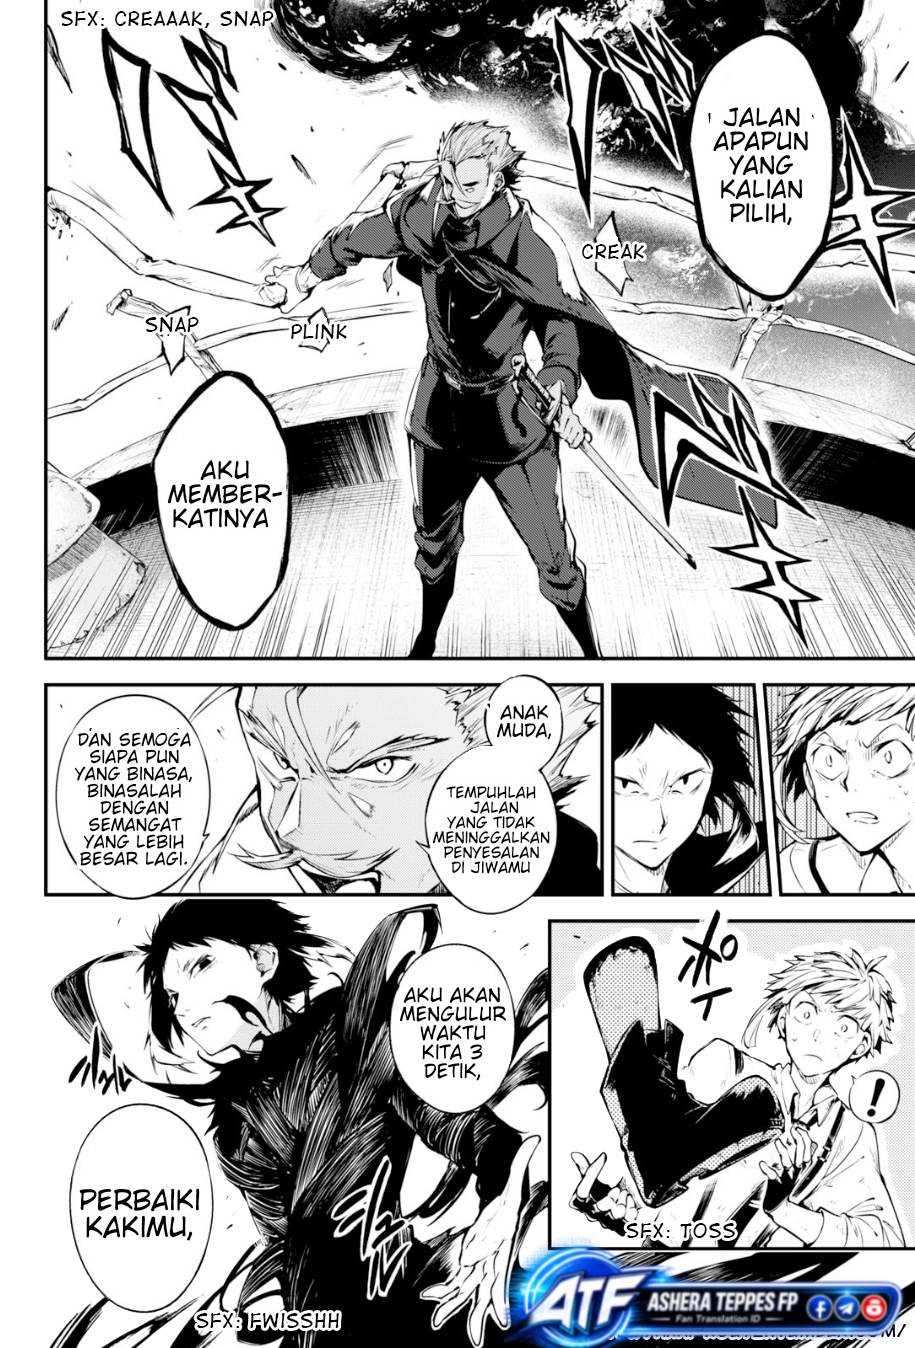 SFX: CREAAAK, SNAP
JALAN
APAPUN
YANG
KALIAN
PILIH,
CREAK
SNAP
PLINK
AKU
MEMBER-
KATINYA
ANAK
MUDA,
TEMPUHLAH
JALAN
YANG TIDAK
MENINGGALKAN
PENYESALAN
DI JIWAMU
DAN SEMOGA
SIAPA PUN
YANG BINASA,
BINASALAH
DENGAN
SEMANGAT
YANG LEBIH
BESAR LAGI.
ポイ
!
SFX: TOSS
AKU AKAN
MENGULUR
WAKTU
KITA 3
DETIK,
PERBAIKI
KAKIMU,
SFX: FWISSHH
ATF
ASHERA TEPPES FP
Fan Translation ID